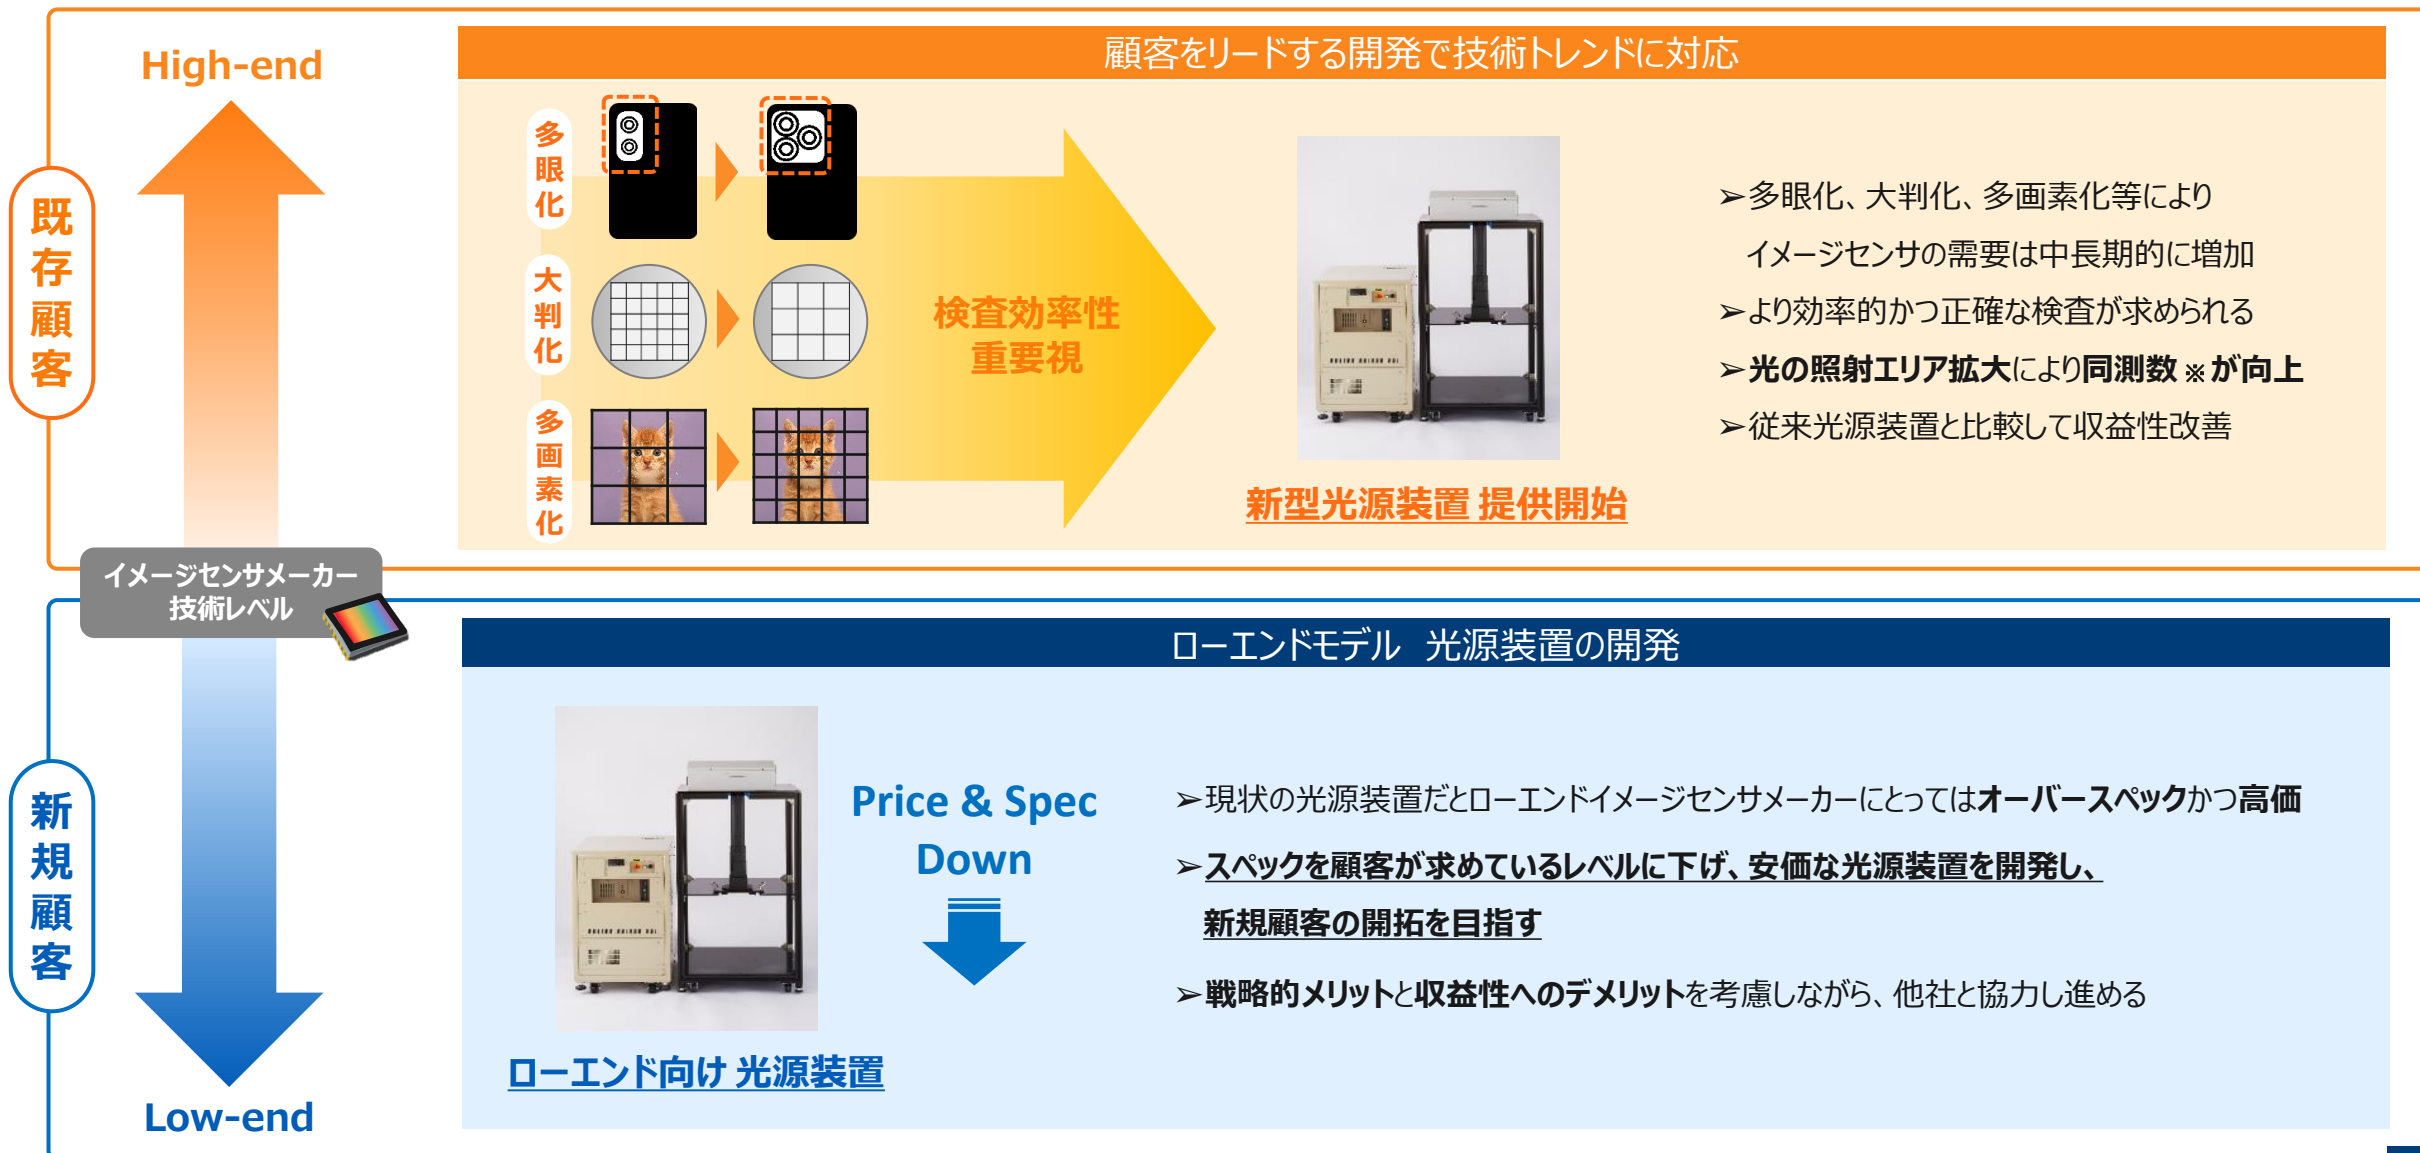 High-end
既存顧客
顧客をリードする開発で技術トレンドに対応
多眼化
大判化
多画素化
検査効率性
重要視
新型光源装置 提供開始
➢多眼化、大判化、多画素化等により
イメージセンサの需要は中長期的に増加
➢より効率的かつ正確な検査が求められる
➢光の照射エリア拡大により同測数※が向上
➢従来光源装置と比較して収益性改善
イメージセンサメーカー
技術レベル
新規顧客
Low-end
ローエンドモデル 光源装置の開発
ローエンド向け 光源装置
Price & Spec
Down
➢現状の光源装置だとローエンドイメージセンサメーカーにとってはオーバースペックかつ高価
➢スペックを顧客が求めているレベルに下げ、安価な光源装置を開発し、
新規顧客の開拓を目指す
➢戦略的メリットと収益性へのデメリットを考慮しながら、他社と協力し進める